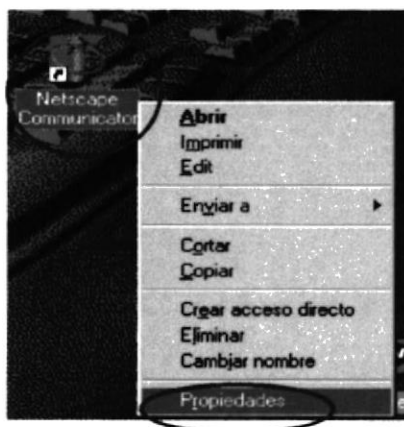 Netscape
Communicator
Abrir
Imprimir
Edit
Enviar a
Cortar
Copiar
Crear acceso directo
Eliminar
Cambiar nombre
Propiedades